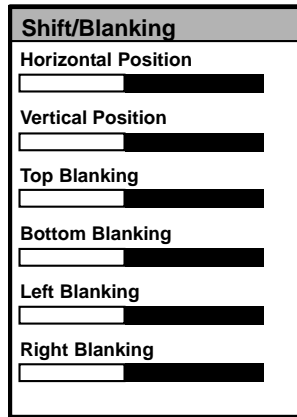 Shift/Blanking
Horizontal Position
Vertical Position
Top Blanking
Bottom Blanking
Left Blanking
Right Blanking